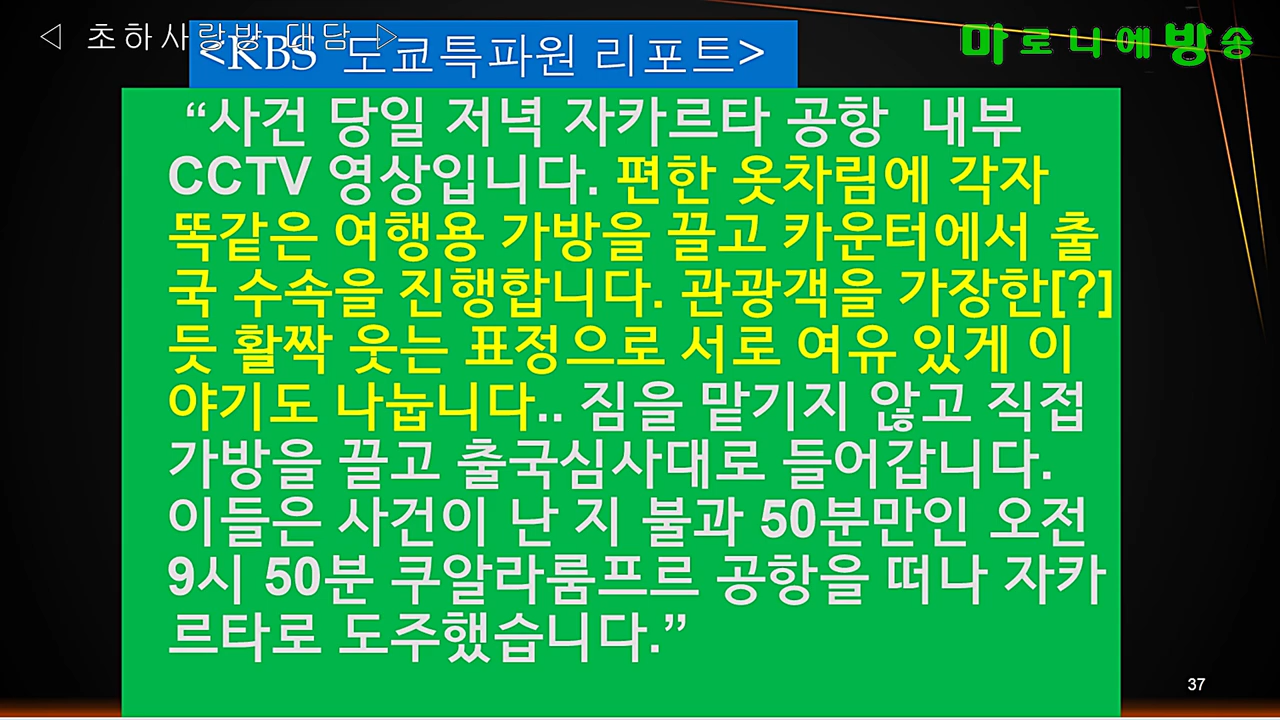 ◁ 초하사랑방 대담 ▷
마로니에방송
<KBS 도쿄특파원 리포트>
“사건 당일 저녁 자카르타 공항 내부
CCTV 영상입니다. 편한 옷차림에 각자
똑같은 여행용 가방을 끌고 카운터에서 출
국 수속을 진행합니다. 관광객을 가장한[?]
듯 활짝 웃는 표정으로 서로 여유 있게 이
야기도 나눕니다.. 짐을 맡기지 않고 직접
가방을 끌고 출국심사대로 들어갑니다.
이들은 사건이 난 지 불과 50분만인 오전
9시 50분 쿠알라룸프르 공항을 떠나 자카
르타로 도주했습니다.”
37